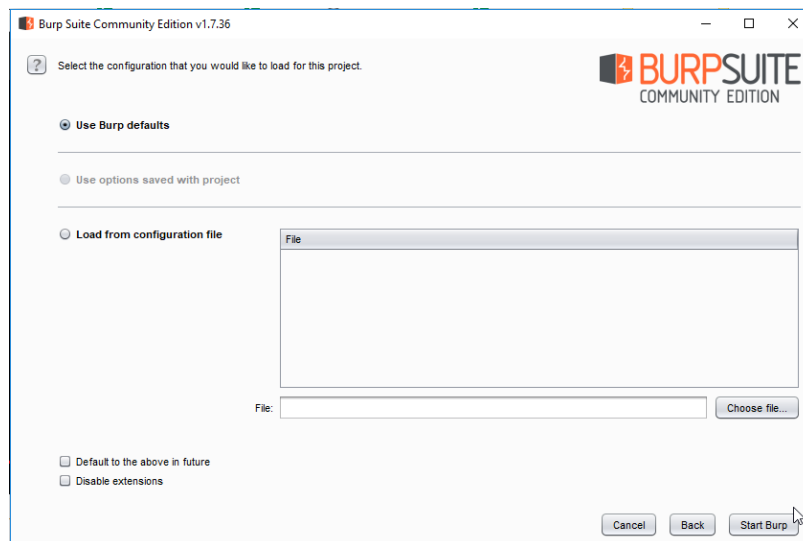 Burp Suite Community Edition v1.7.36
? Select the configuration that you would like to load for this project.
BURPSUITE
COMMUNITY EDITION
Use Burp defaults
Use options saved with project
Load from configuration file
File
File:
Choose file...
Default to the above in future
Disable extensions
Cancel Back Start Burp